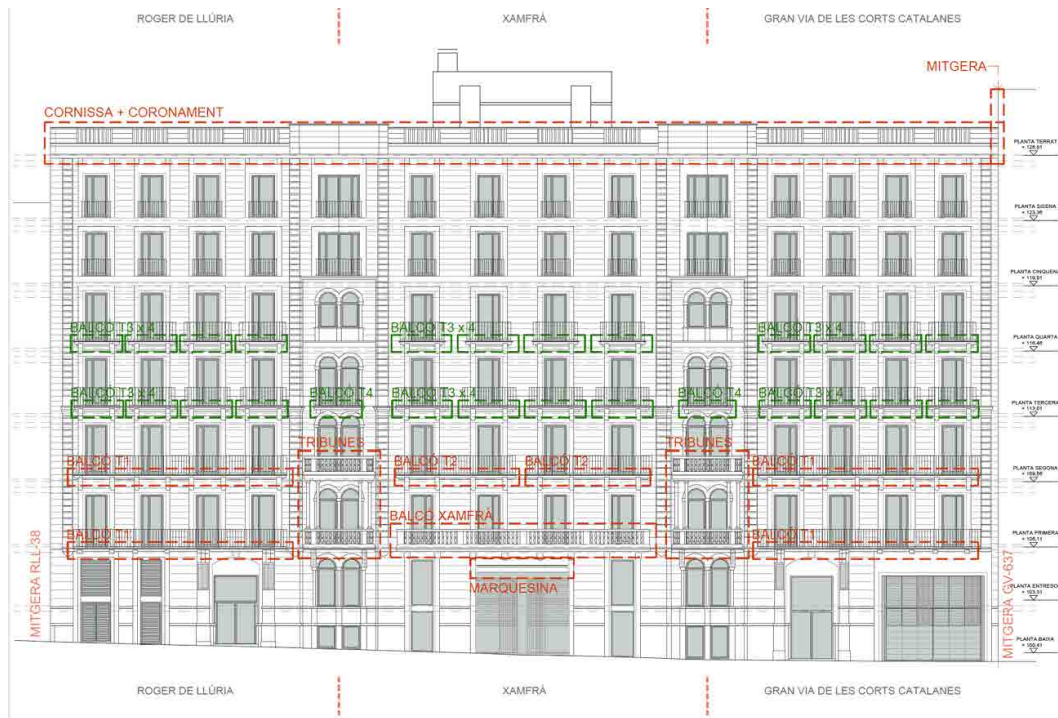 ROGER DE LLÚRIA
XAMFRÀ
GRAN VIA DE LES CORTS CATALANES
MITGERA
CORNISSA + CORONAMENT
PLANTA TERRAT
PLANTA SISENA
PLANTA CINQUENA
BALCÓ T3 x 4
BALCÓ T3 x 4
BALCÓ T3 x 4
PLANTA QUARTA
BALCÓ T3 x 4
BALCÓ T4
BALCÓ T3 x 4
BALCÓ T4
BALCÓ T3 x 4
PLANTA TERCERA
TRIBUNES
TRIBUNES
BALCÓ T1
BALCÓ T2
BALCÓ T2
BALCÓ T1
PLANTA SEGONA
BALCÓ XAMFRÀ
BALCÓ T1
BALCÓ T1
PLANTA PRIMERA
MITGERA RLL-38
MARQUESINA
MITGERA GV-637
PLANTA ENTRESOL
PLANTA BAIXA
ROGER DE LLÚRIA
XAMFRÀ
GRAN VIA DE LES CORTS CATALANES